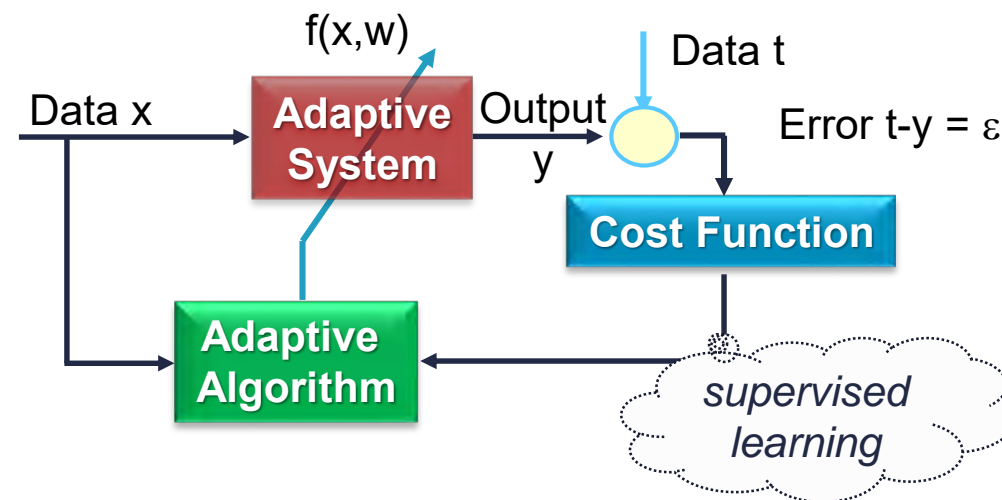 f(x,w)
Data t
Data x
Adaptive
System
Output
y
Error t-y = ε
Cost Function
Adaptive
Algorithm
supervised
learning